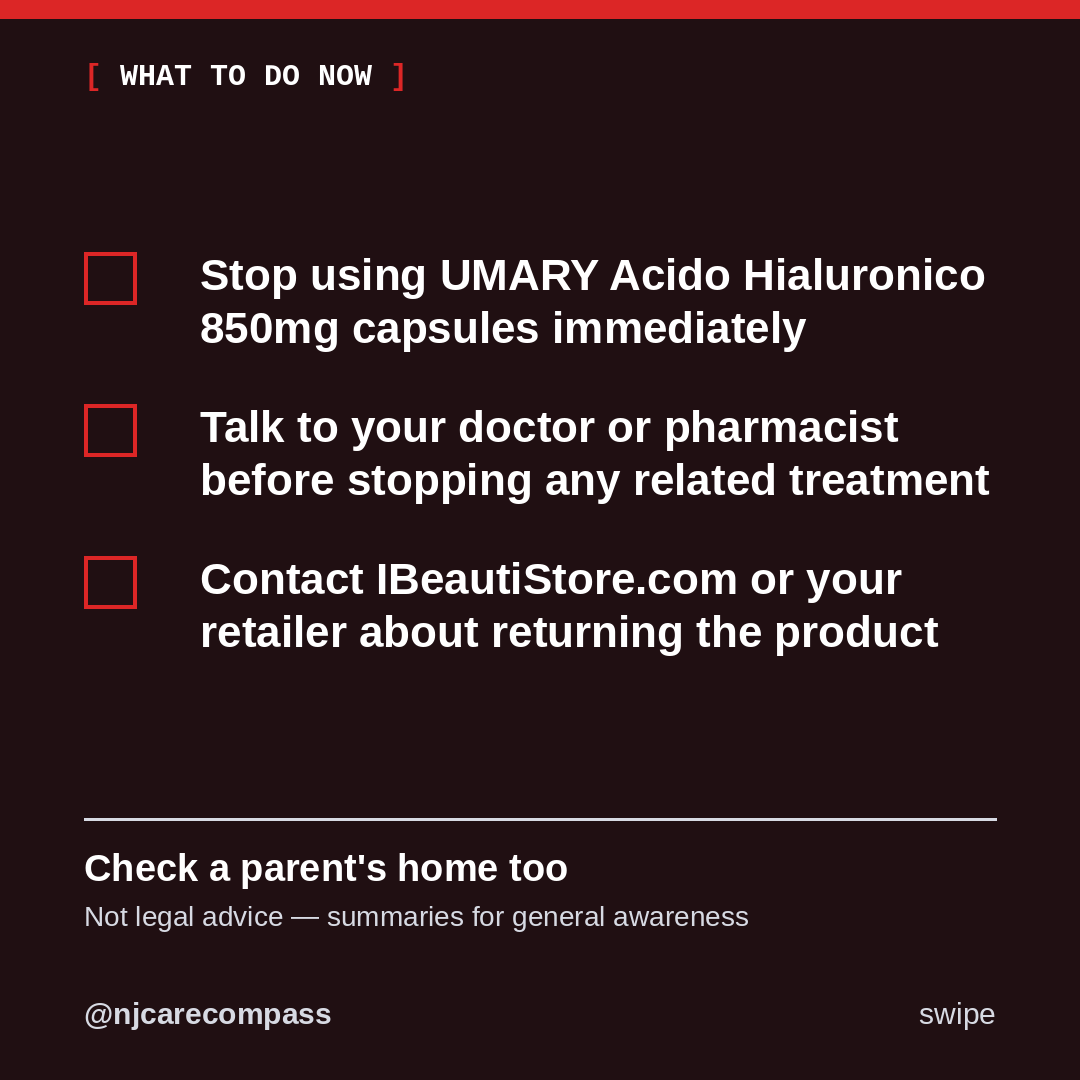 [ WHAT TO DO NOW ]
Stop using UMARY Acido Hialuronico
850mg capsules immediately
Talk to your doctor or pharmacist
before stopping any related treatment
Contact IBeautiStore.com or your
retailer about returning the product
Check a parent's home too
Not legal advice — summaries for general awareness
@njcarecompass
swipe